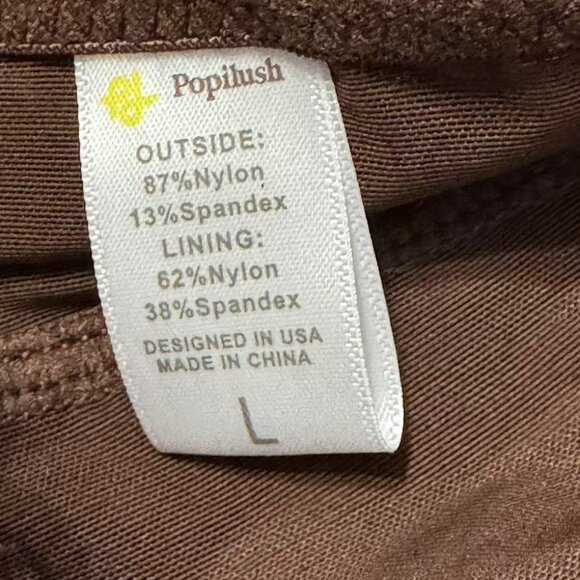 Popilush
OUTSIDE:
87%Nylon
13%Spandex
LINING:
62%Nylon
38%Spandex
DESIGNED IN USA
MADE IN CHINA
L